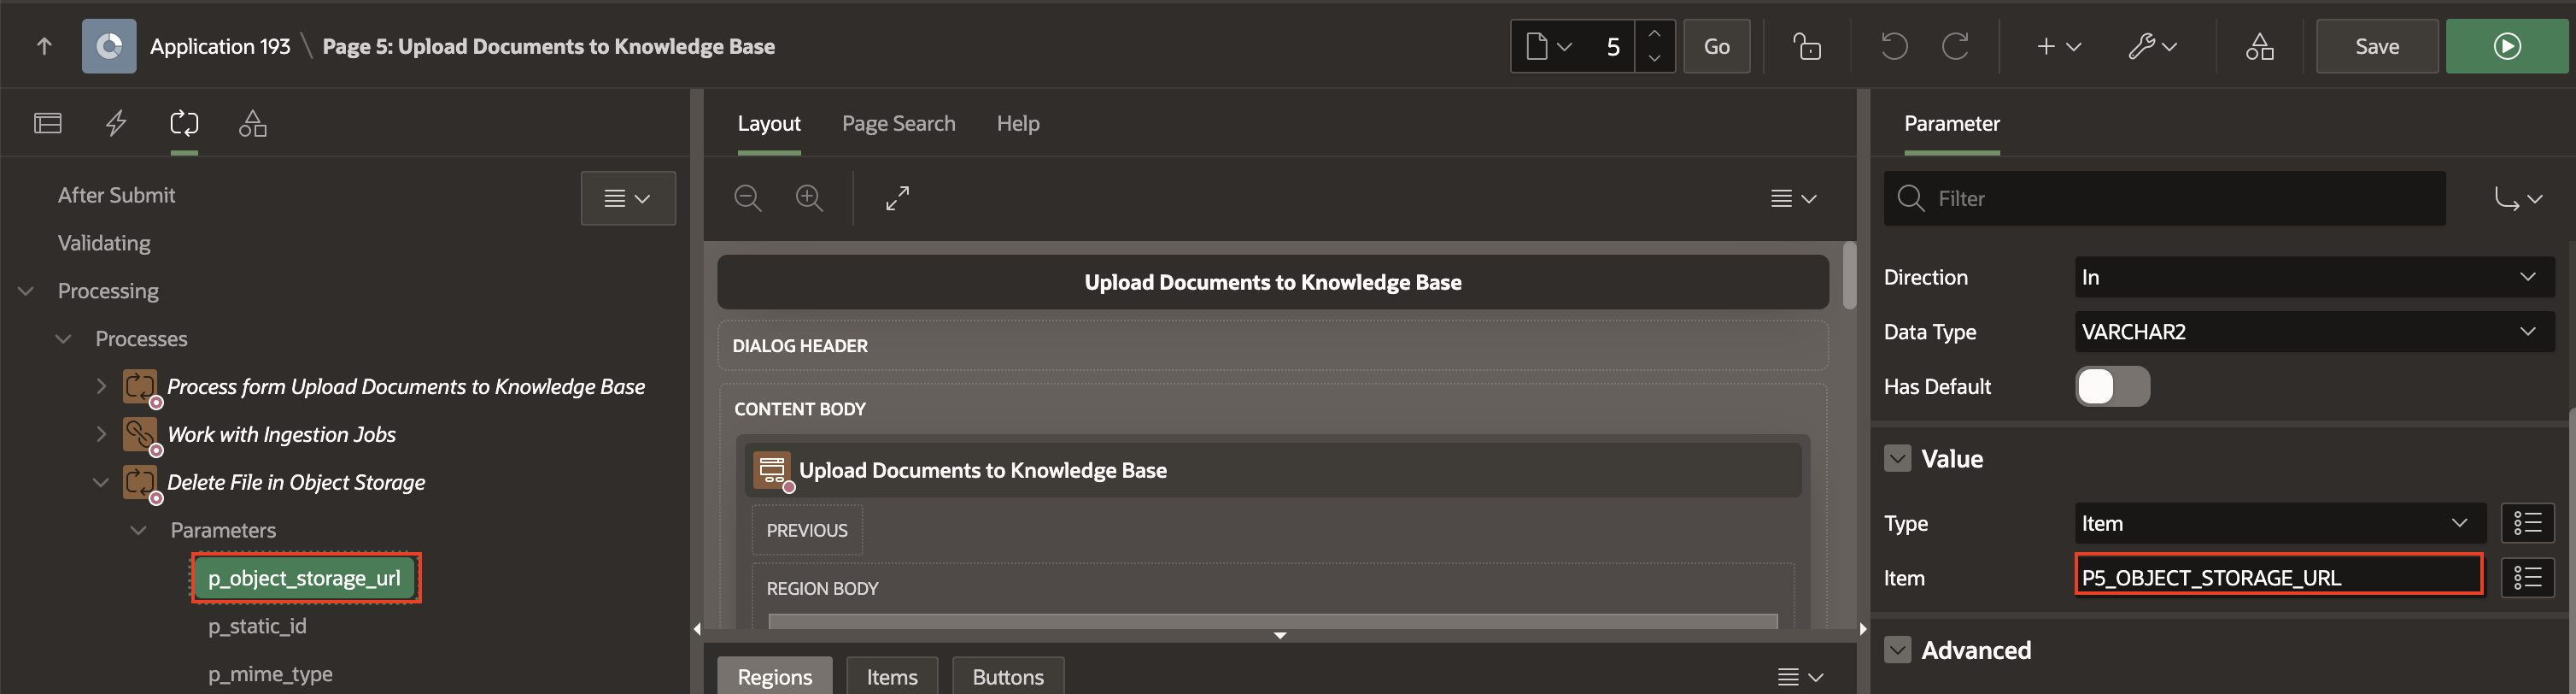 Application 193 \ Page 5: Upload Documents to Knowledge Base
5
Go
Save
After Submit
Validating
Processing
Processes
Process form Upload Documents to Knowledge Base
Work with Ingestion Jobs
Delete File in Object Storage
Parameters
p_object_storage_url
p_static_id
p_mime_type
Layout Page Search Help
Upload Documents to Knowledge Base
DIALOG HEADER
CONTENT BODY
Upload Documents to Knowledge Base
PREVIOUS
REGION BODY
Regions Items Buttons
Parameter
Filter
Direction In
Data Type VARCHAR2
Has Default
Value
Type Item
Item P5_OBJECT_STORAGE_URL
Advanced